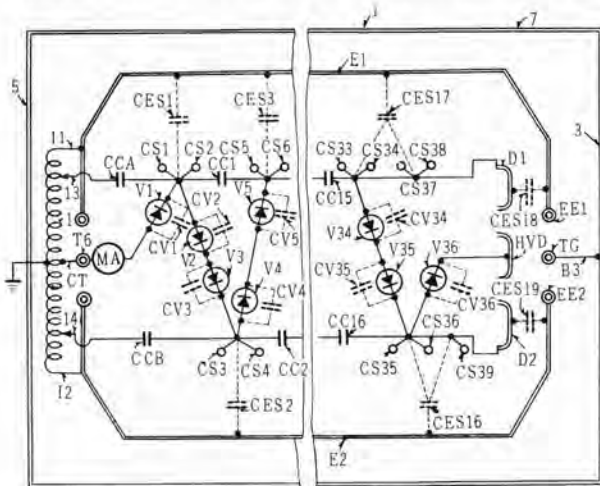 1
7
5
3
E1
CES1
CES3
CES17
I1
CCA
CS1
CS2
CC1
CS5
CS6
CS33
CS34
CS38
CS37
CC15
D1
CES18
13
V1
CV2
V5
CV5
V34
CV34
EE1
T6
MA
CV1
V2
V3
HVD
TG
CT
CV3
V4
CV4
CV35
V35
V36
CV36
CES19
B3
EE2
14
CC16
CS36
CCB
CS3
CS4
CC2
CS35
CS39
D2
I2
CES2
CES16
E2